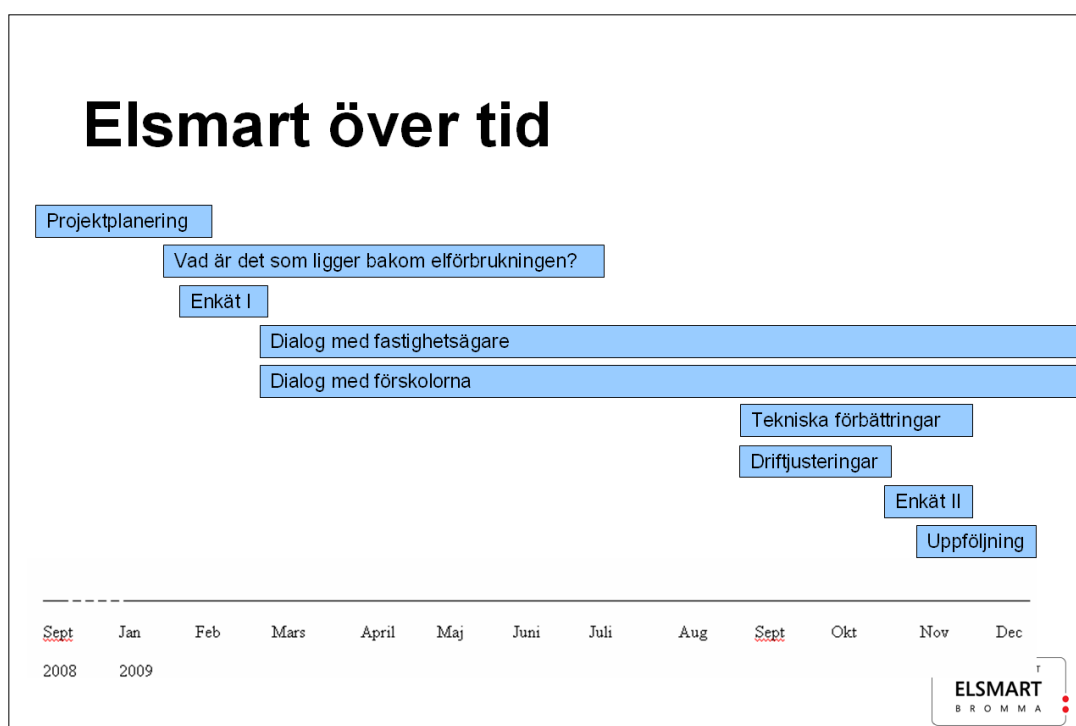 Elsmart över tid
Projektplanering
Vad är det som ligger bakom elförbrukningen?
Enkät I
Dialog med fastighetsägare
Dialog med förskolorna
Tekniska förbättringar
Driftjusteringar
Enkät II
Uppföljning
Sept Jan Feb Mars April Maj Juni Juli Aug Sept Okt Nov Dec
2008 2009
ELSMART
BROMMA